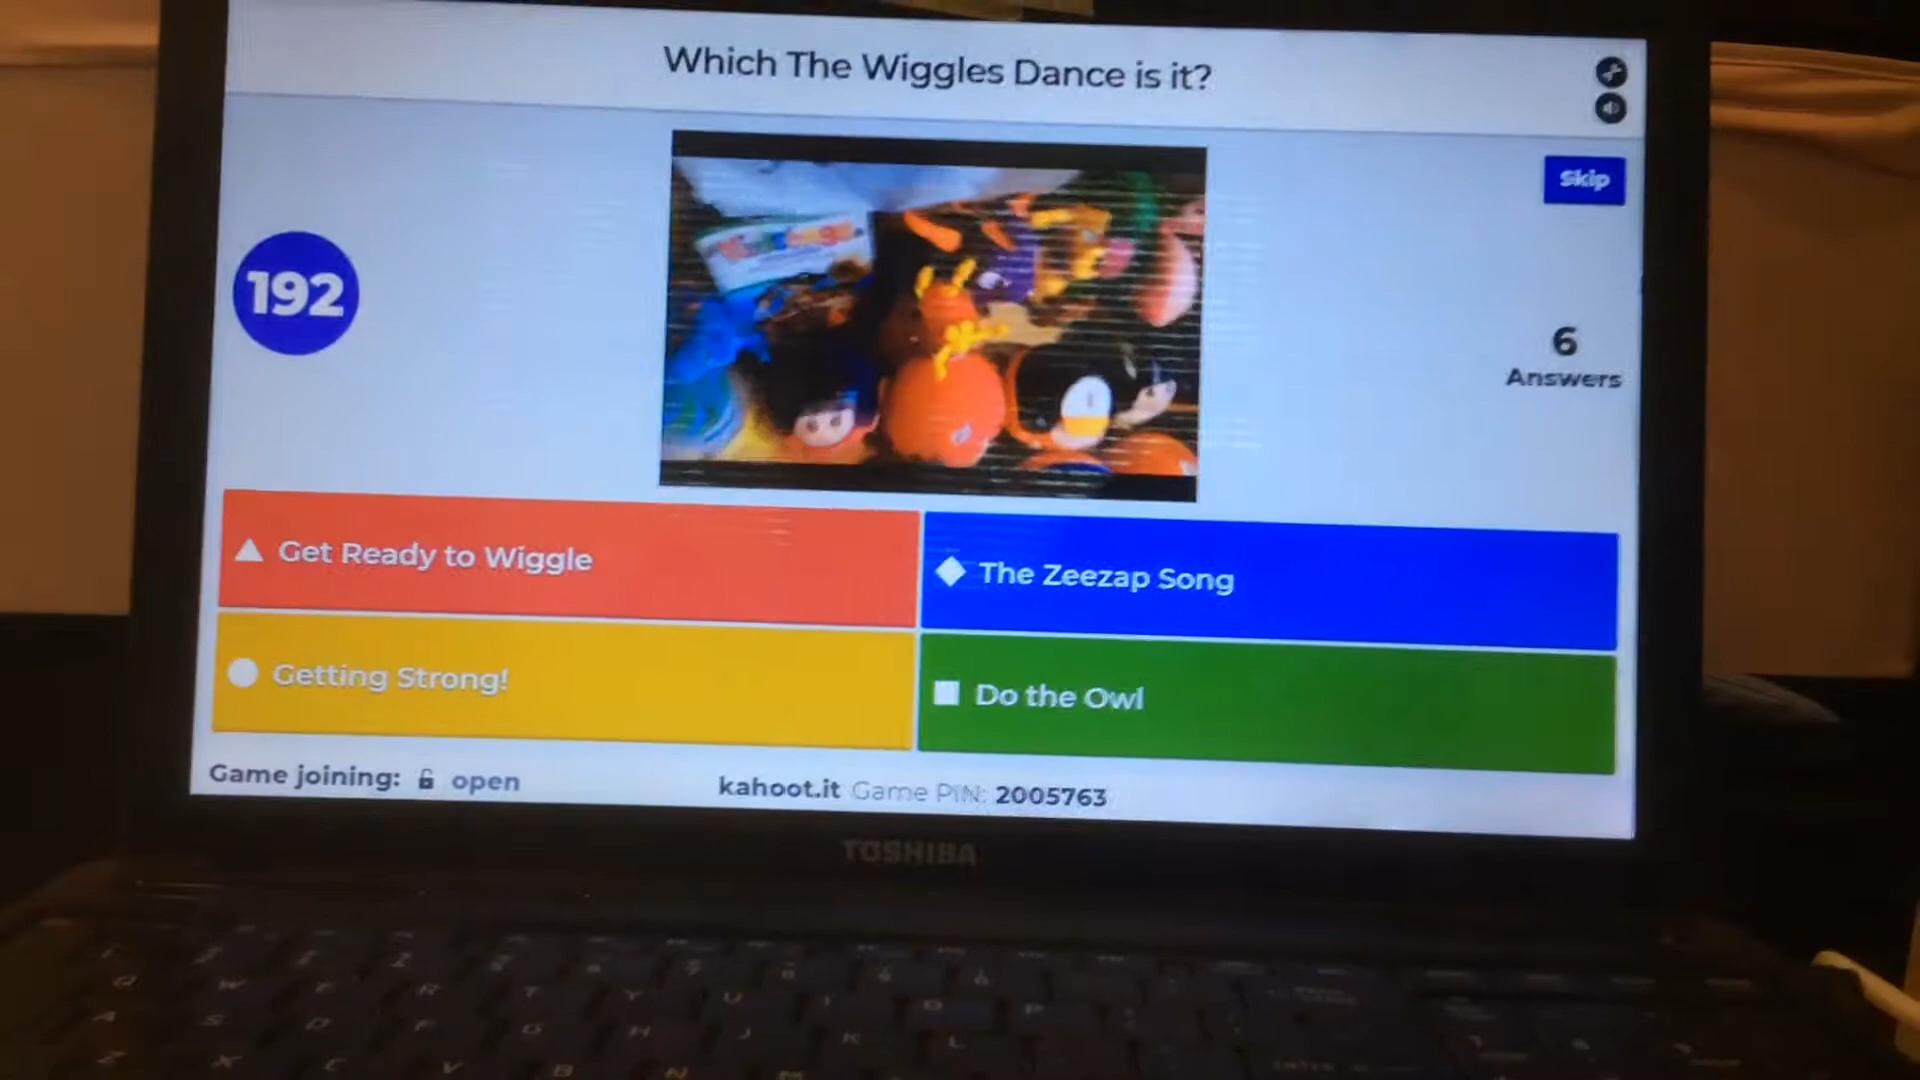 Which The Wiggles Dance is it?
Skip
192
6
Answers
Get Ready to Wiggle
The Zeezap Song
Getting Strong!
Do the Owl
Game joining: open
kahoot.it Game PIN: 2005763
TOSHIBA
Q W E R T Y U I O P
A S D F G H J K L
Z X C V B N M